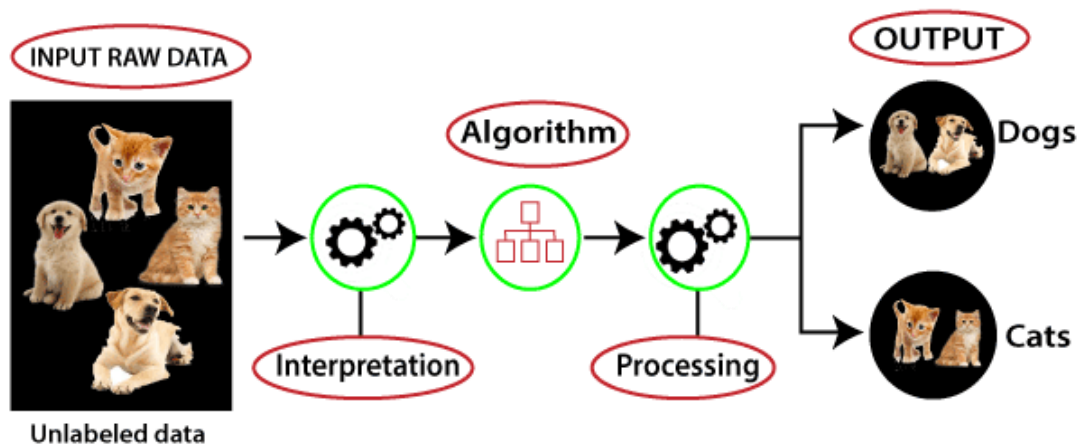 INPUT RAW DATA
Unlabeled data
Interpretation
Algorithm
Processing
OUTPUT
Dogs
Cats